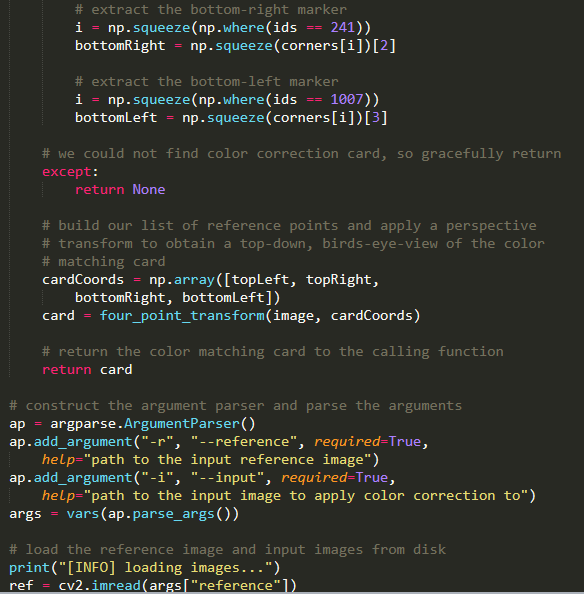 # extract the bottom-right marker
i = np.squeeze(np.where(ids == 241))
bottomRight = np.squeeze(corners[i])[2]
# extract the bottom-left marker
i = np.squeeze(np.where(ids == 1007))
bottomLeft = np.squeeze(corners[i])[3]
# we could not find color correction card, so gracefully return
except:
return None
# build our list of reference points and apply a perspective
# transform to obtain a top-down, birds-eye-view of the color
# matching card
cardCoords = np.array([topLeft, topRight,
bottomRight, bottomLeft])
card = four_point_transform(image, cardCoords)
# return the color matching card to the calling function
return card
# construct the argument parser and parse the arguments
ap = argparse.ArgumentParser()
ap.add_argument("-r", "--reference", required=True,
help="path to the input reference image")
ap.add_argument("-i", "--input", required=True,
help="path to the input image to apply color correction to")
args = vars(ap.parse_args())
# load the reference image and input images from disk
print("[INFO] loading images...")
ref = cv2.imread(args["reference"])